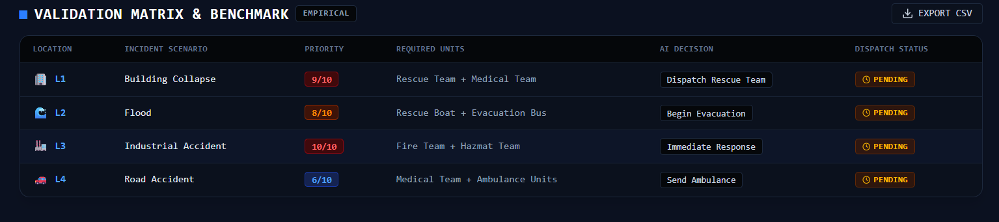 VALIDATION MATRIX & BENCHMARK EMPIRICAL EXPORT CSV
LOCATION INCIDENT SCENARIO PRIORITY REQUIRED UNITS AI DECISION DISPATCH STATUS
L1 Building Collapse 9/10 Rescue Team + Medical Team Dispatch Rescue Team PENDING
L2 Flood 8/10 Rescue Boat + Evacuation Bus Begin Evacuation PENDING
L3 Industrial Accident 10/10 Fire Team + Hazmat Team Immediate Response PENDING
L4 Road Accident 6/10 Medical Team + Ambulance Units Send Ambulance PENDING